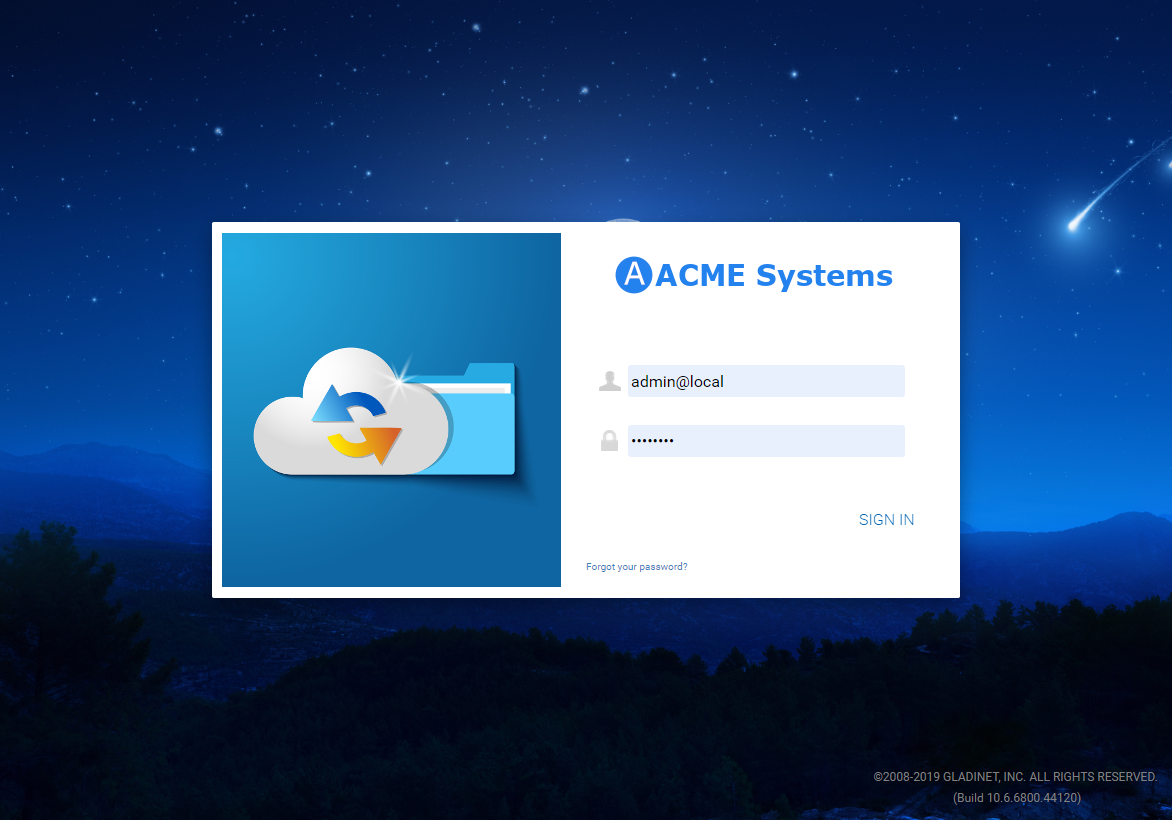 A ACME Systems
admin@local
••••••••
SIGN IN
Forgot your password?
©2008-2019 GLADINET, INC. ALL RIGHTS RESERVED.
(Build 10.6.6800.44120)